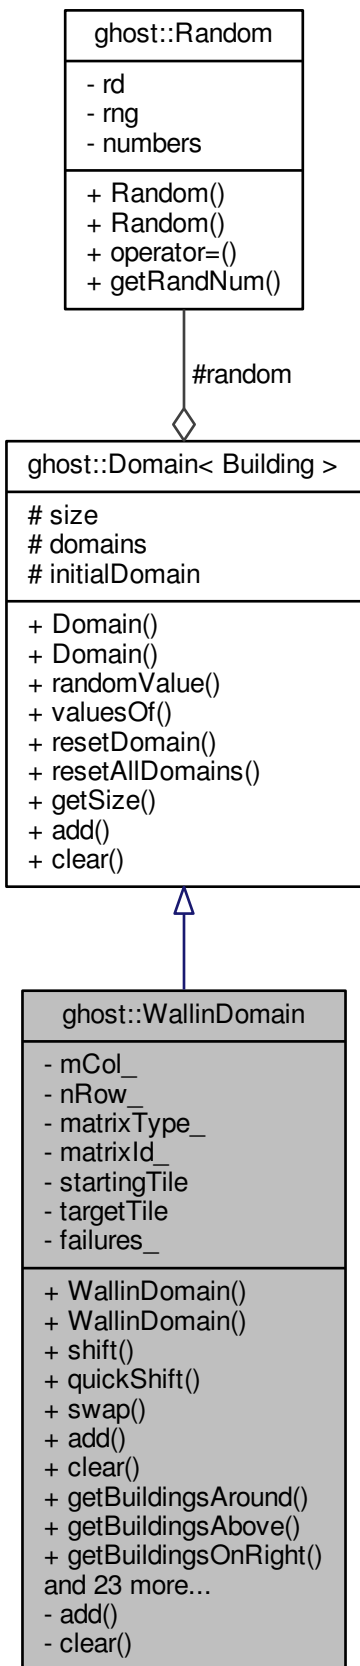 ghost::Random
- rd
- rng
- numbers
+ Random()
+ Random()
+ operator=()
+ getRandNum()
#random
ghost::Domain< Building >
# size
# domains
# initialDomain
+ Domain()
+ Domain()
+ randomValue()
+ valuesOf()
+ resetDomain()
+ resetAllDomains()
+ getSize()
+ add()
+ clear()
ghost::WallinDomain
- mCol_
- nRow_
- matrixType_
- matrixId_
- startingTile
- targetTile
- failures_
+ WallinDomain()
+ WallinDomain()
+ shift()
+ quickShift()
+ swap()
+ add()
+ clear()
+ getBuildingsAround()
+ getBuildingsAbove()
+ getBuildingsOnRight()
and 23 more...
- add()
- clear()